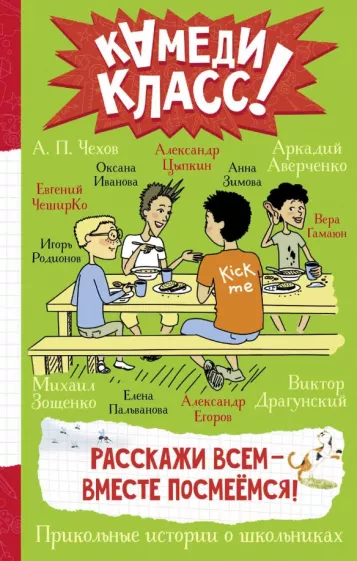 КАМЕДИ
КЛАСС!
А. П. Чехов
Александр
Цыпкин
Аркадий
Аверченко
Оксана
Иванова
Анна
Зимова
Евгений
ЧеширКо
Вера
Гамаюн
Игорь
Родионов
Kick
me
Михаил
Зощенко
Елена
Пальванова
Александр
Егоров
Виктор
Драгунский
РАССКАЖИ ВСЕМ –
ВМЕСТЕ ПОСМЕЁМСЯ!
Прикольные истории о школьниках